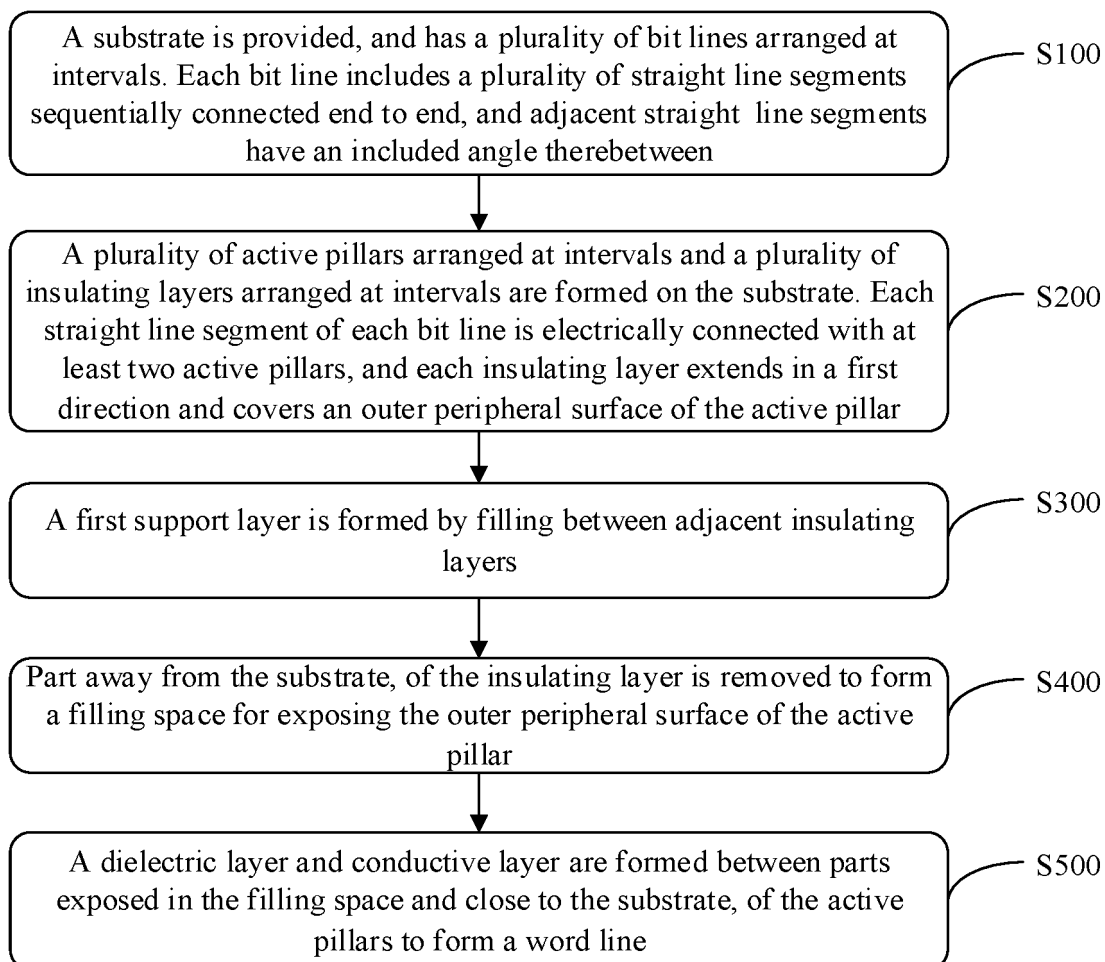 A substrate is provided, and has a plurality of bit lines arranged at
intervals. Each bit line includes a plurality of straight line segments
sequentially connected end to end, and adjacent straight line segments
have an included angle therebetween
S100
A plurality of active pillars arranged at intervals and a plurality of
insulating layers arranged at intervals are formed on the substrate. Each
straight line segment of each bit line is electrically connected with at
least two active pillars, and each insulating layer extends in a first
direction and covers an outer peripheral surface of the active pillar
S200
A first support layer is formed by filling between adjacent insulating
layers
S300
Part away from the substrate, of the insulating layer is removed to form
a filling space for exposing the outer peripheral surface of the active
pillar
S400
A dielectric layer and conductive layer are formed between parts
exposed in the filling space and close to the substrate, of the active
pillars to form a word line
S500